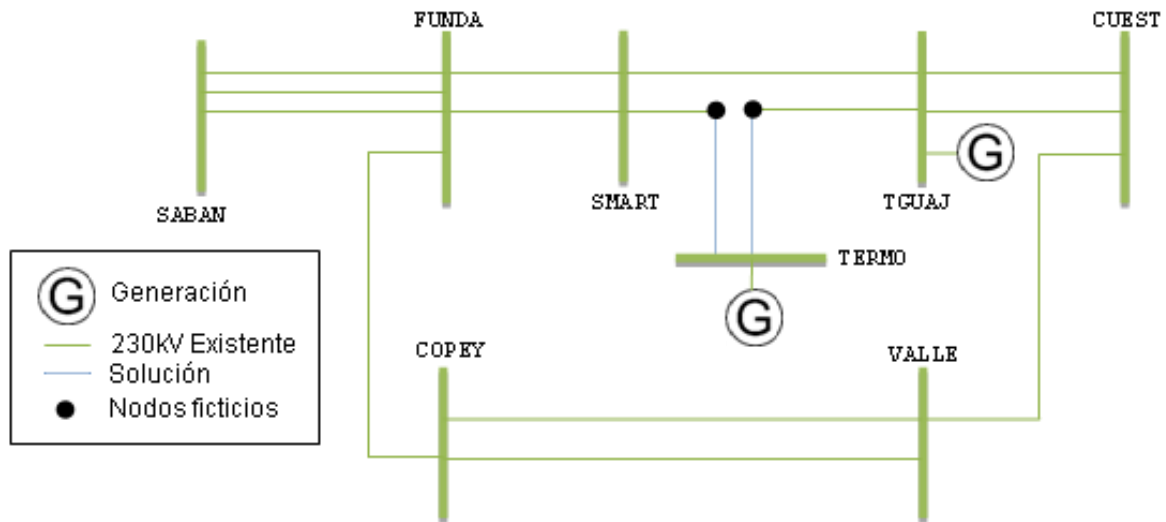 FUNDA
CUEST
SABAN
SMART
TGUAJ
G
TERMO
G
G Generación
230kV Existente
Solución
Nodos ficticios
COPEY
VALLE